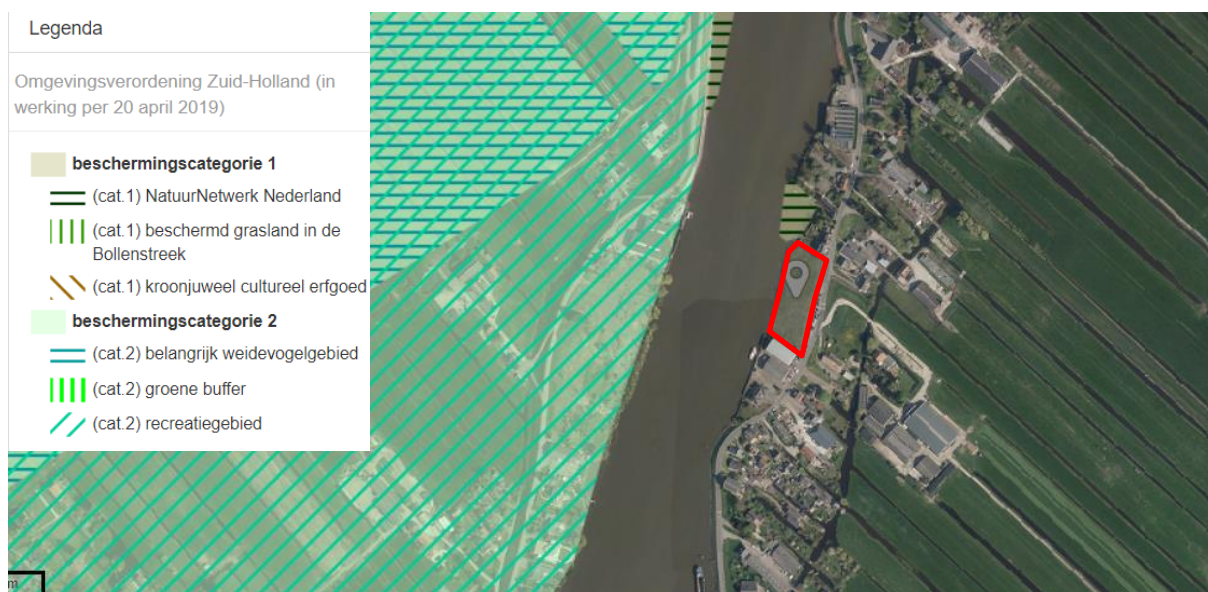 Legenda
Omgevingsverordening Zuid-Holland (in
werking per 20 april 2019)
beschermingscategorie 1
(cat.1) NatuurNetwerk Nederland
(cat.1) beschermd grasland in de
Bollenstreek
(cat.1) kroonjuweel cultureel erfgoed
beschermingscategorie 2
(cat.2) belangrijk weidevogelgebied
(cat.2) groene buffer
(cat.2) recreatiegebied
m